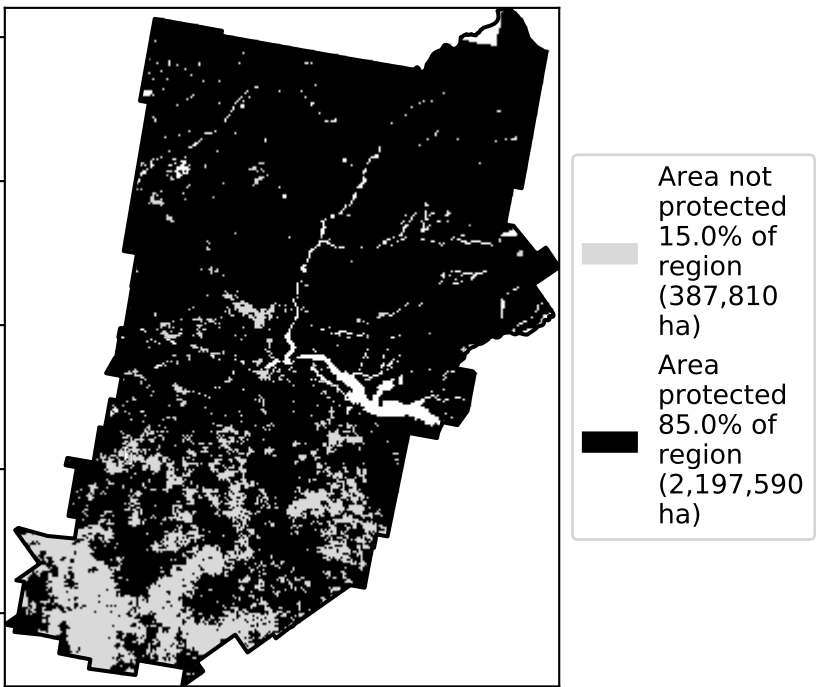 Area not
protected
15.0% of
region
(387,810
ha)
Area
protected
85.0% of
region
(2,197,590
ha)